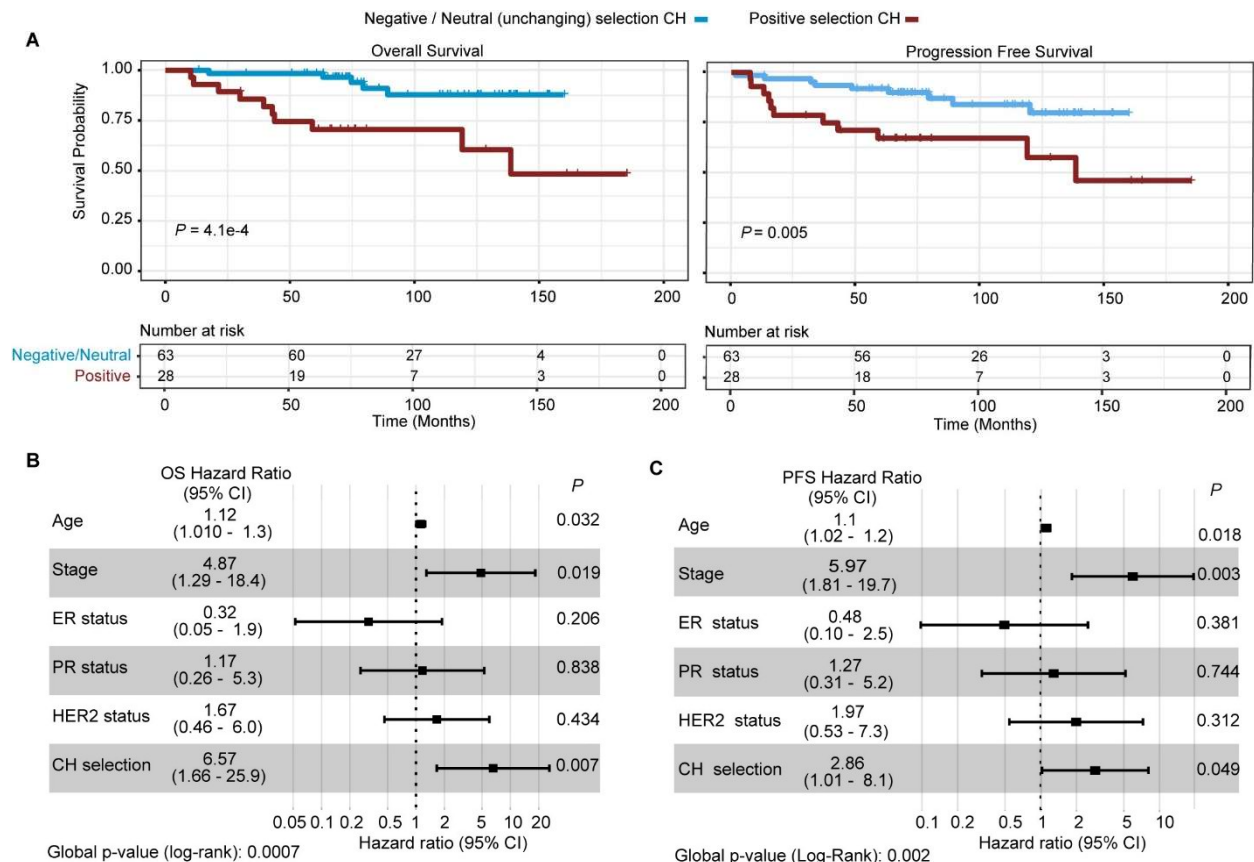 Negative / Neutral (unchanging) selection CH
Positive selection CH
A
Overall Survival
Progression Free Survival
Survival Probability
1.00
0.75
0.50
0.25
0.00
P = 4.1e-4
P = 0.005
0 50 100 150 200
0 50 100 150 200
Number at risk
Negative/Neutral 63 60 27 4 0
Positive 28 19 7 3 0
0 50 100 150 200
Time (Months)
Number at risk
63 56 26 3 0
28 18 7 3 0
0 50 100 150 200
Time (Months)
B
OS Hazard Ratio
(95% CI)
P
Age 1.12 0.032
(1.010 - 1.3)
Stage 4.87 0.019
(1.29 - 18.4)
ER status 0.32 0.206
(0.05 - 1.9)
PR status 1.17 0.838
(0.26 - 5.3)
HER2 status 1.67 0.434
(0.46 - 6.0)
CH selection 6.57 0.007
(1.66 - 25.9)
0.05 0.1 0.2 0.5 1 2 5 10 20
Hazard ratio (95% CI)
Global p-value (log-rank): 0.0007
C
PFS Hazard Ratio
(95% CI)
P
Age 1.1 0.018
(1.02 - 1.2)
Stage 5.97 0.003
(1.81 - 19.7)
ER status 0.48 0.381
(0.10 - 2.5)
PR status 1.27 0.744
(0.31 - 5.2)
HER2 status 1.97 0.312
(0.53 - 7.3)
CH selection 2.86 0.049
(1.01 - 8.1)
0.1 0.2 0.5 1 2 5 10
Hazard ratio (95% CI)
Global p-value (Log-Rank): 0.002